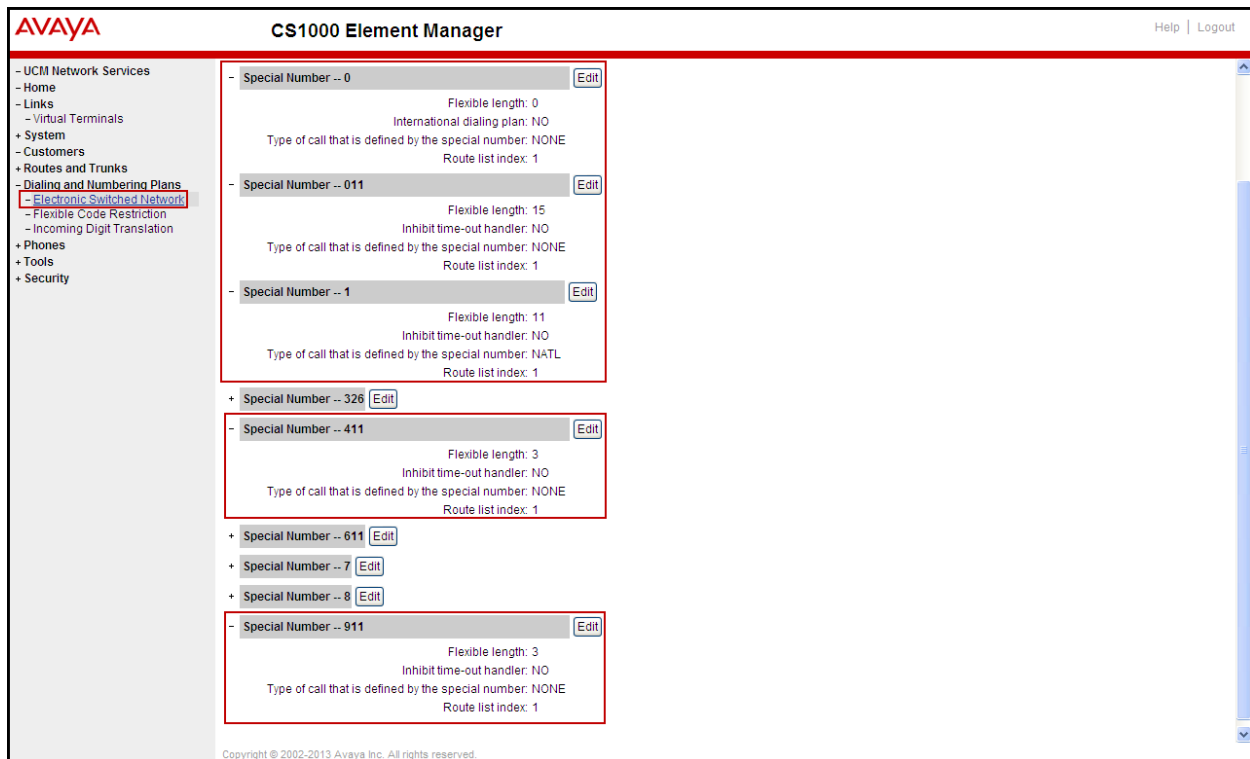 AVAYA
CS1000 Element Manager
Help | Logout
- UCM Network Services
- Home
- Links
- Virtual Terminals
+ System
- Customers
+ Routes and Trunks
- Dialing and Numbering Plans
- Electronic Switched Network
- Flexible Code Restriction
- Incoming Digit Translation
+ Phones
+ Tools
+ Security
- Special Number -- 0 Edit
Flexible length: 0
International dialing plan: NO
Type of call that is defined by the special number: NONE
Route list index: 1
- Special Number -- 011 Edit
Flexible length: 15
Inhibit time-out handler: NO
Type of call that is defined by the special number: NONE
Route list index: 1
- Special Number -- 1 Edit
Flexible length: 11
Inhibit time-out handler: NO
Type of call that is defined by the special number: NATL
Route list index: 1
+ Special Number -- 326 Edit
- Special Number -- 411 Edit
Flexible length: 3
Inhibit time-out handler: NO
Type of call that is defined by the special number: NONE
Route list index: 1
+ Special Number -- 611 Edit
+ Special Number -- 7 Edit
+ Special Number -- 8 Edit
- Special Number -- 911 Edit
Flexible length: 3
Inhibit time-out handler: NO
Type of call that is defined by the special number: NONE
Route list index: 1
Copyright © 2002-2013 Avaya Inc. All rights reserved.